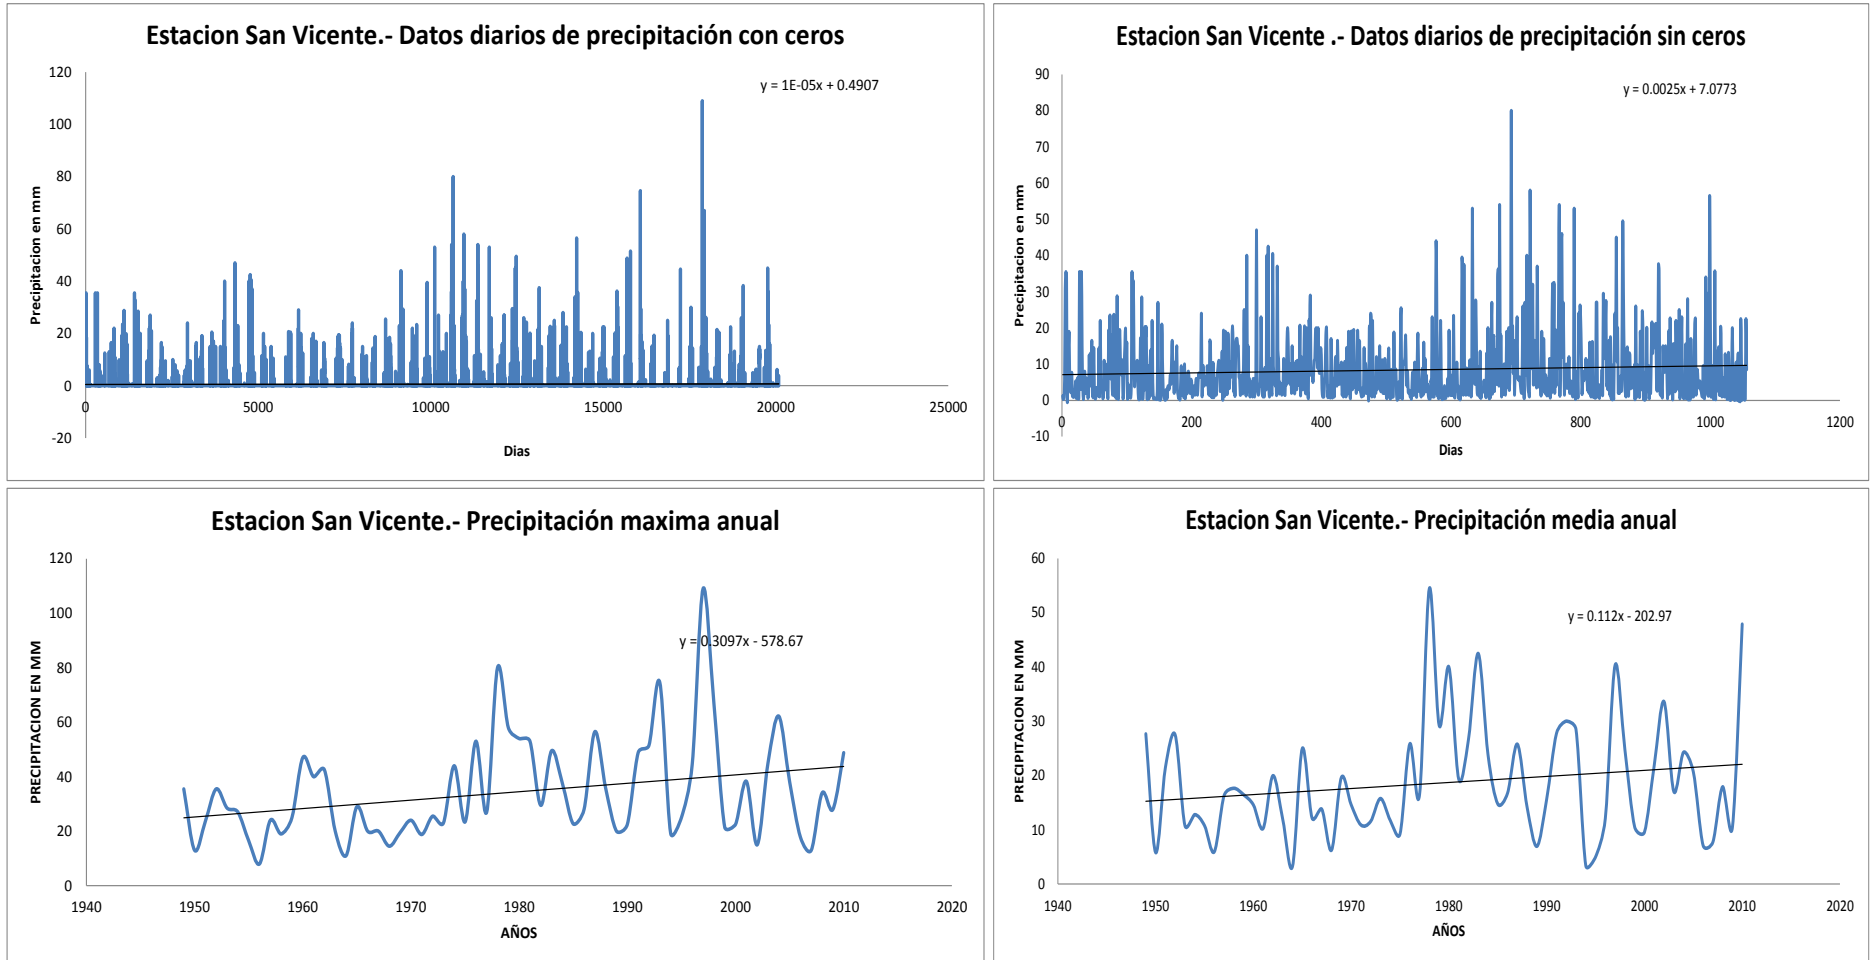 Estacion San Vicente.- Datos diarios de precipitación con ceros
y = 1E-05x + 0.4907
Precipitacion en mm
120
100
80
60
40
20
0
-20
0 5000 10000 15000 20000 25000
Dias
Estacion San Vicente .- Datos diarios de precipitación sin ceros
y = 0.0025x + 7.0773
Precipitacion en mm
90
80
70
60
50
40
30
20
10
0
-10
0 200 400 600 800 1000 1200
Dias
Estacion San Vicente.- Precipitación maxima anual
y = 0.3097x - 578.67
PRECIPITACION EN MM
120
100
80
60
40
20
0
1940 1950 1960 1970 1980 1990 2000 2010 2020
AÑOS
Estacion San Vicente.- Precipitación media anual
y = 0.112x - 202.97
PRECIPITACION EN MM
60
50
40
30
20
10
0
1940 1950 1960 1970 1980 1990 2000 2010 2020
AÑOS